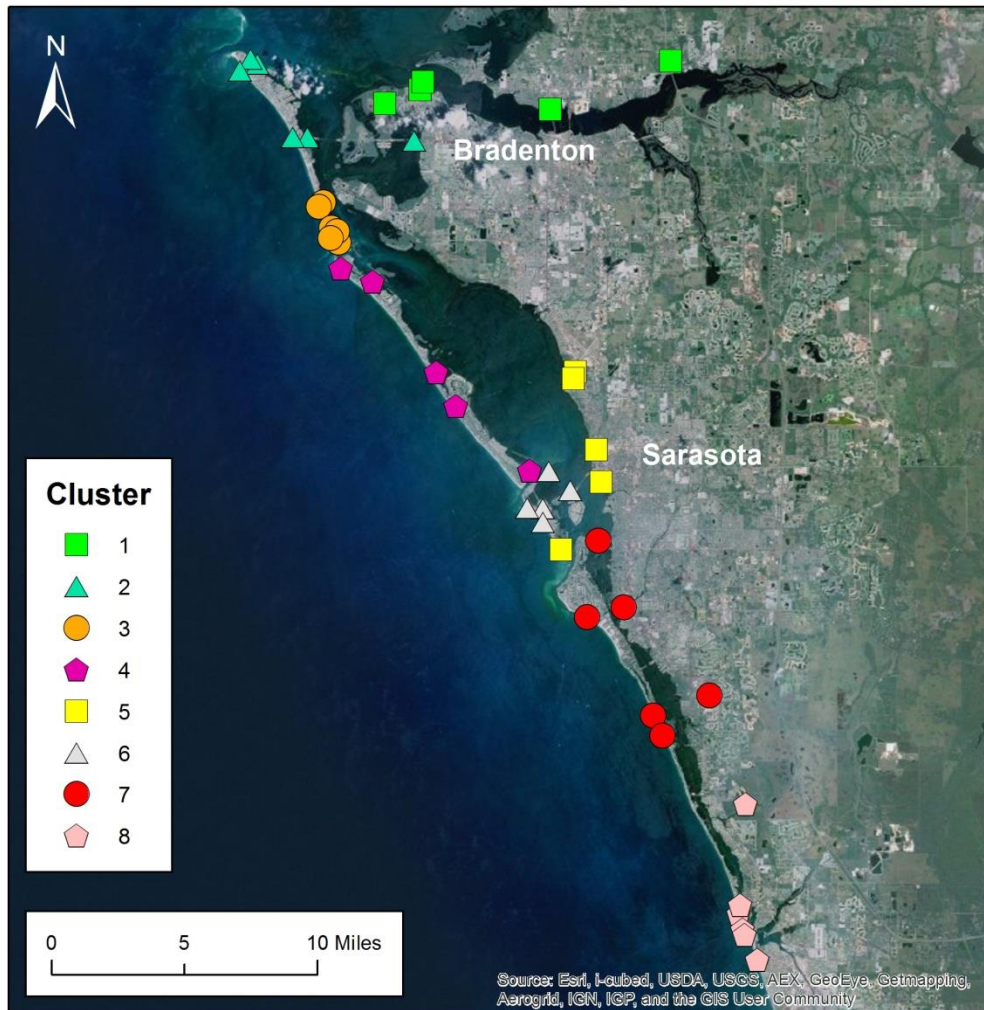 N
Bradenton
Sarasota
Cluster
1
2
3
4
5
6
7
8
0 5 10 Miles
Source: Esri, i-cubed, USDA, USGS, AEX, GeoEye, Getmapping,
Aerogrid, IGN, IGP, and the GIS User Community